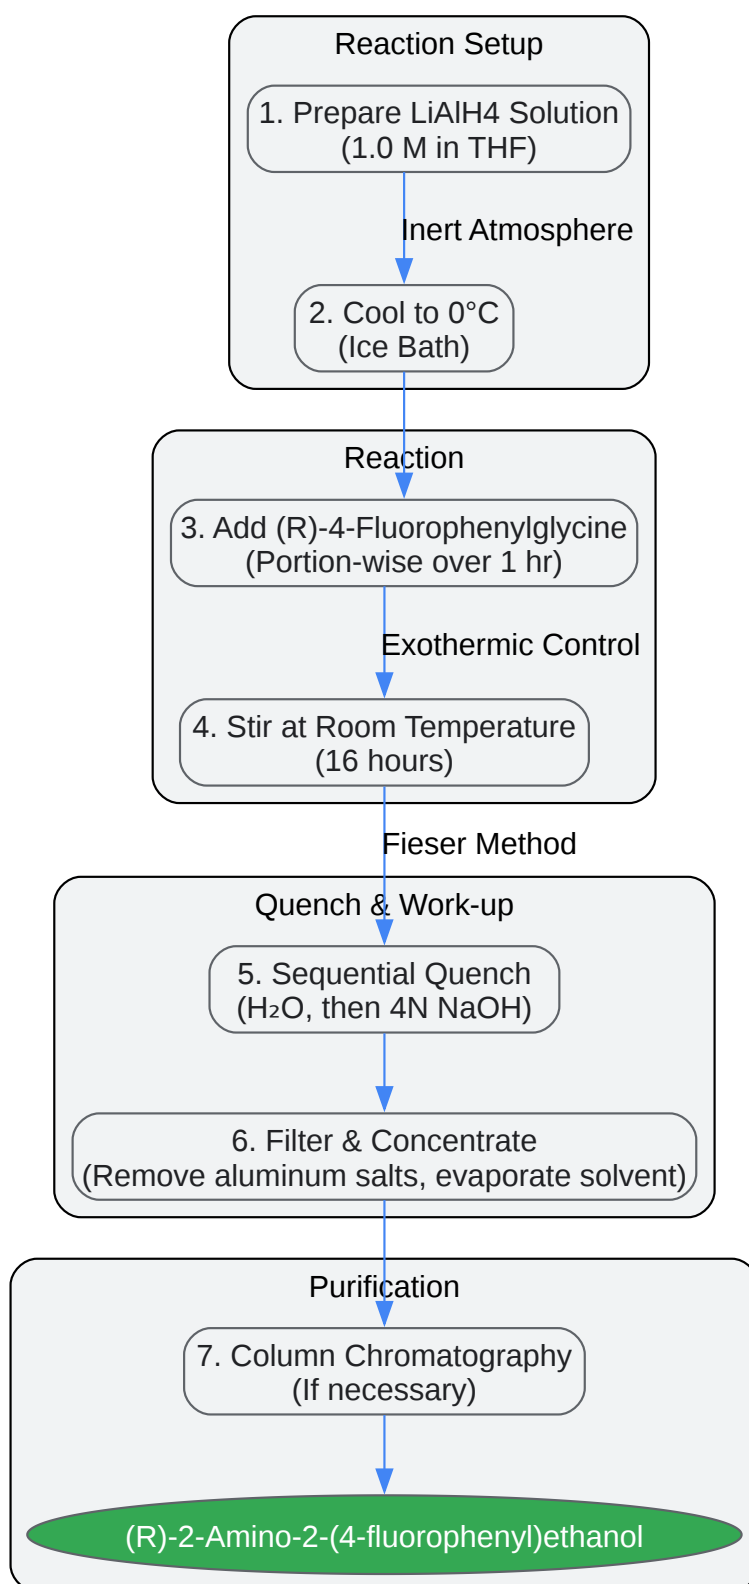 Reaction Setup
1. Prepare LiAlH4 Solution
(1.0 M in THF)
Inert Atmosphere
2. Cool to 0°C
(Ice Bath)
Reaction
3. Add (R)-4-Fluorophenylglycine
(Portion-wise over 1 hr)
Exothermic Control
4. Stir at Room Temperature
(16 hours)
Fieser Method
Quench & Work-up
5. Sequential Quench
(H₂O, then 4N NaOH)
6. Filter & Concentrate
(Remove aluminum salts, evaporate solvent)
Purification
7. Column Chromatography
(If necessary)
(R)-2-Amino-2-(4-fluorophenyl)ethanol